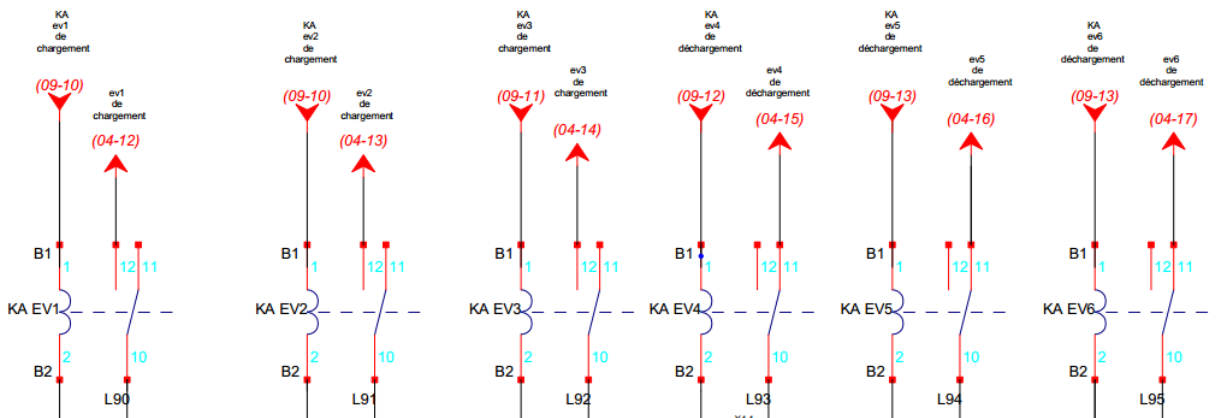 KA
ev1
de
chargement
(09-10)
ev1
de
chargement
(04-12)
B1
1
12
11
KA EV1
B2
2
10
L90
KA
ev2
de
chargement
(09-10)
ev2
de
chargement
(04-13)
B1
1
12
11
KA EV2
B2
2
10
L91
KA
ev3
de
chargement
(09-11)
ev3
de
chargement
(04-14)
B1
1
12
11
KA EV3
B2
2
10
L92
KA
ev4
de
déchargement
(09-12)
ev4
de
déchargement
(04-15)
B1
1
12
11
KA EV4
B2
2
10
L93
KA
ev5
de
déchargement
(09-13)
ev5
de
déchargement
(04-16)
B1
1
12
11
KA EV5
B2
2
10
L94
KA
ev6
de
déchargement
(09-13)
ev6
de
déchargement
(04-17)
B1
1
12
11
KA EV6
B2
2
10
L95